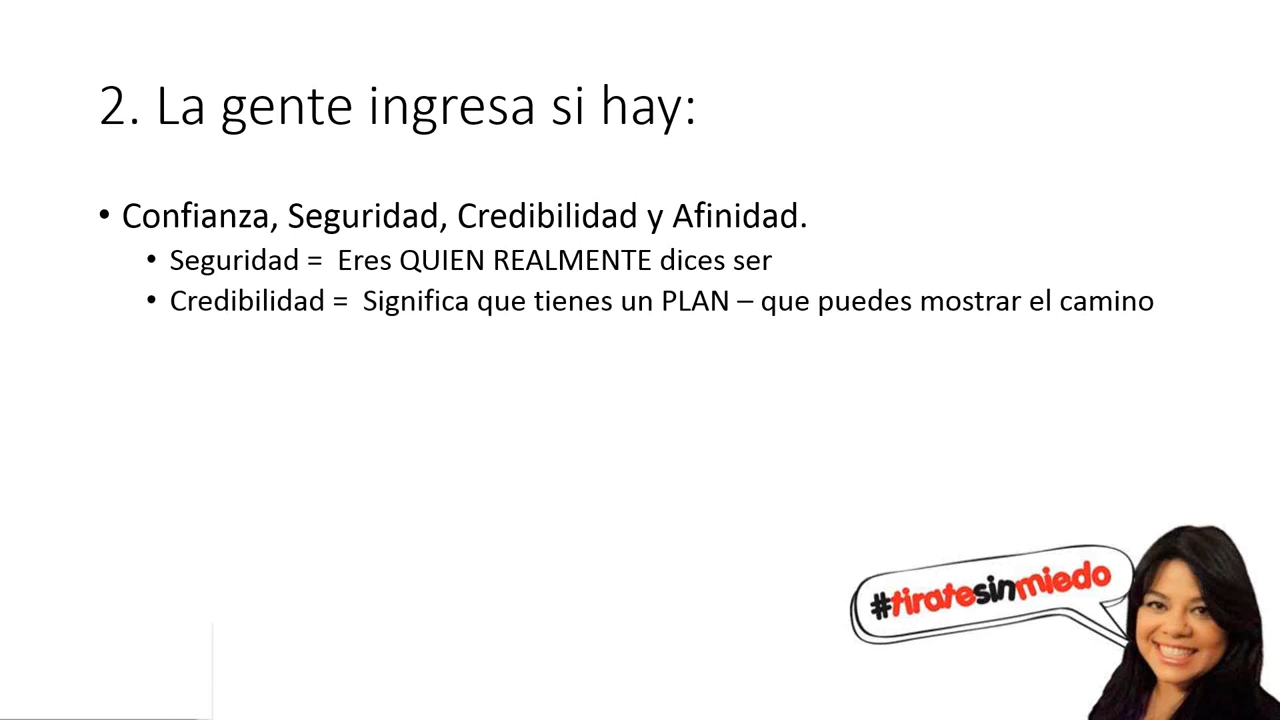 2. La gente ingresa si hay:
• Confianza, Seguridad, Credibilidad y Afinidad.
• Seguridad = Eres QUIEN REALMENTE dices ser
• Credibilidad = Significa que tienes un PLAN – que puedes mostrar el camino
#tiratesinmiedo